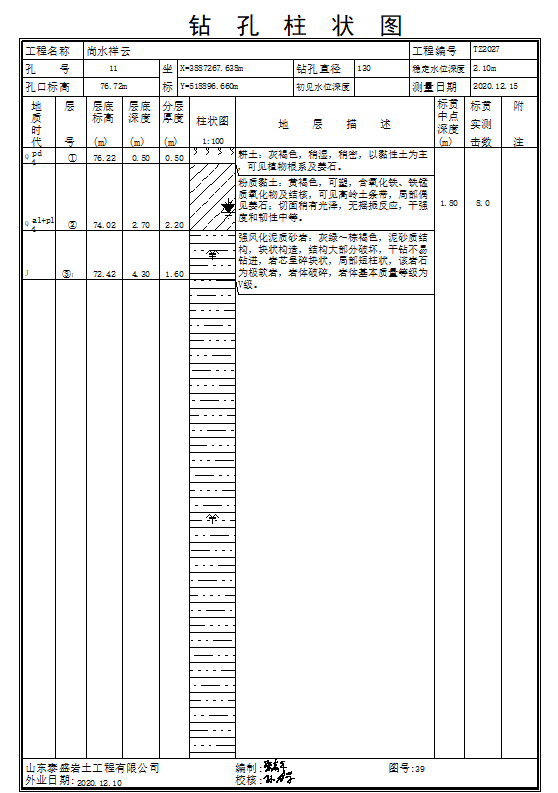 钻 孔 柱 状 图
工程名称 尚水祥云 工程编号 TZ2027
孔 号 11 坐 X=3887267.638m 钻孔直径 130 稳定水位深度 2.10m
孔口标高 76.72m 标 Y=518896.660m 初见水位深度 测量日期 2020.12.15
地质时代 层号 层底标高(m) 层底深度(m) 分层厚度(m) 柱状图 1:100 地 层 描 述 标贯中点深度(m) 标贯实测击数 附注
Q4pd ① 76.22 0.50 0.50 耕土：灰褐色，稍湿，稍密，以黏性土为主
，可见植物根系及姜石。
粉质黏土：黄褐色，可塑，含氧化铁、铁锰
质氧化物及结核，可见高岭土条带，局部偶
见姜石；切面稍有光泽，无摇振反应，干强
度和韧性中等。
1.80 8.0
Q4al+pl ② 74.02 2.70 2.20
强风化泥质砂岩：灰绿～棕褐色，泥砂质结
构，块状构造，结构大部分破坏，干钻不易
钻进，岩芯呈碎块状，局部短柱状，该岩石
为极软岩，岩体破碎，岩体基本质量等级为
V级。
J ③1 72.42 4.30 1.60
山东泰盛岩土工程有限公司 编制: 图号:39
外业日期:2020.12.10 校核: